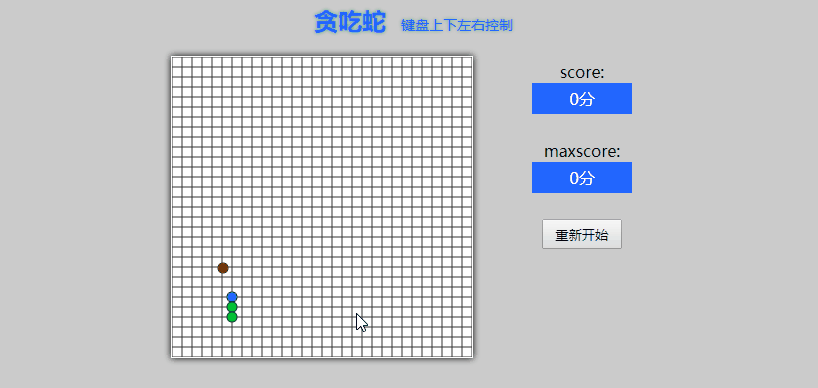 贪吃蛇 键盘上下左右控制
score:
0分
maxscore:
0分
重新开始